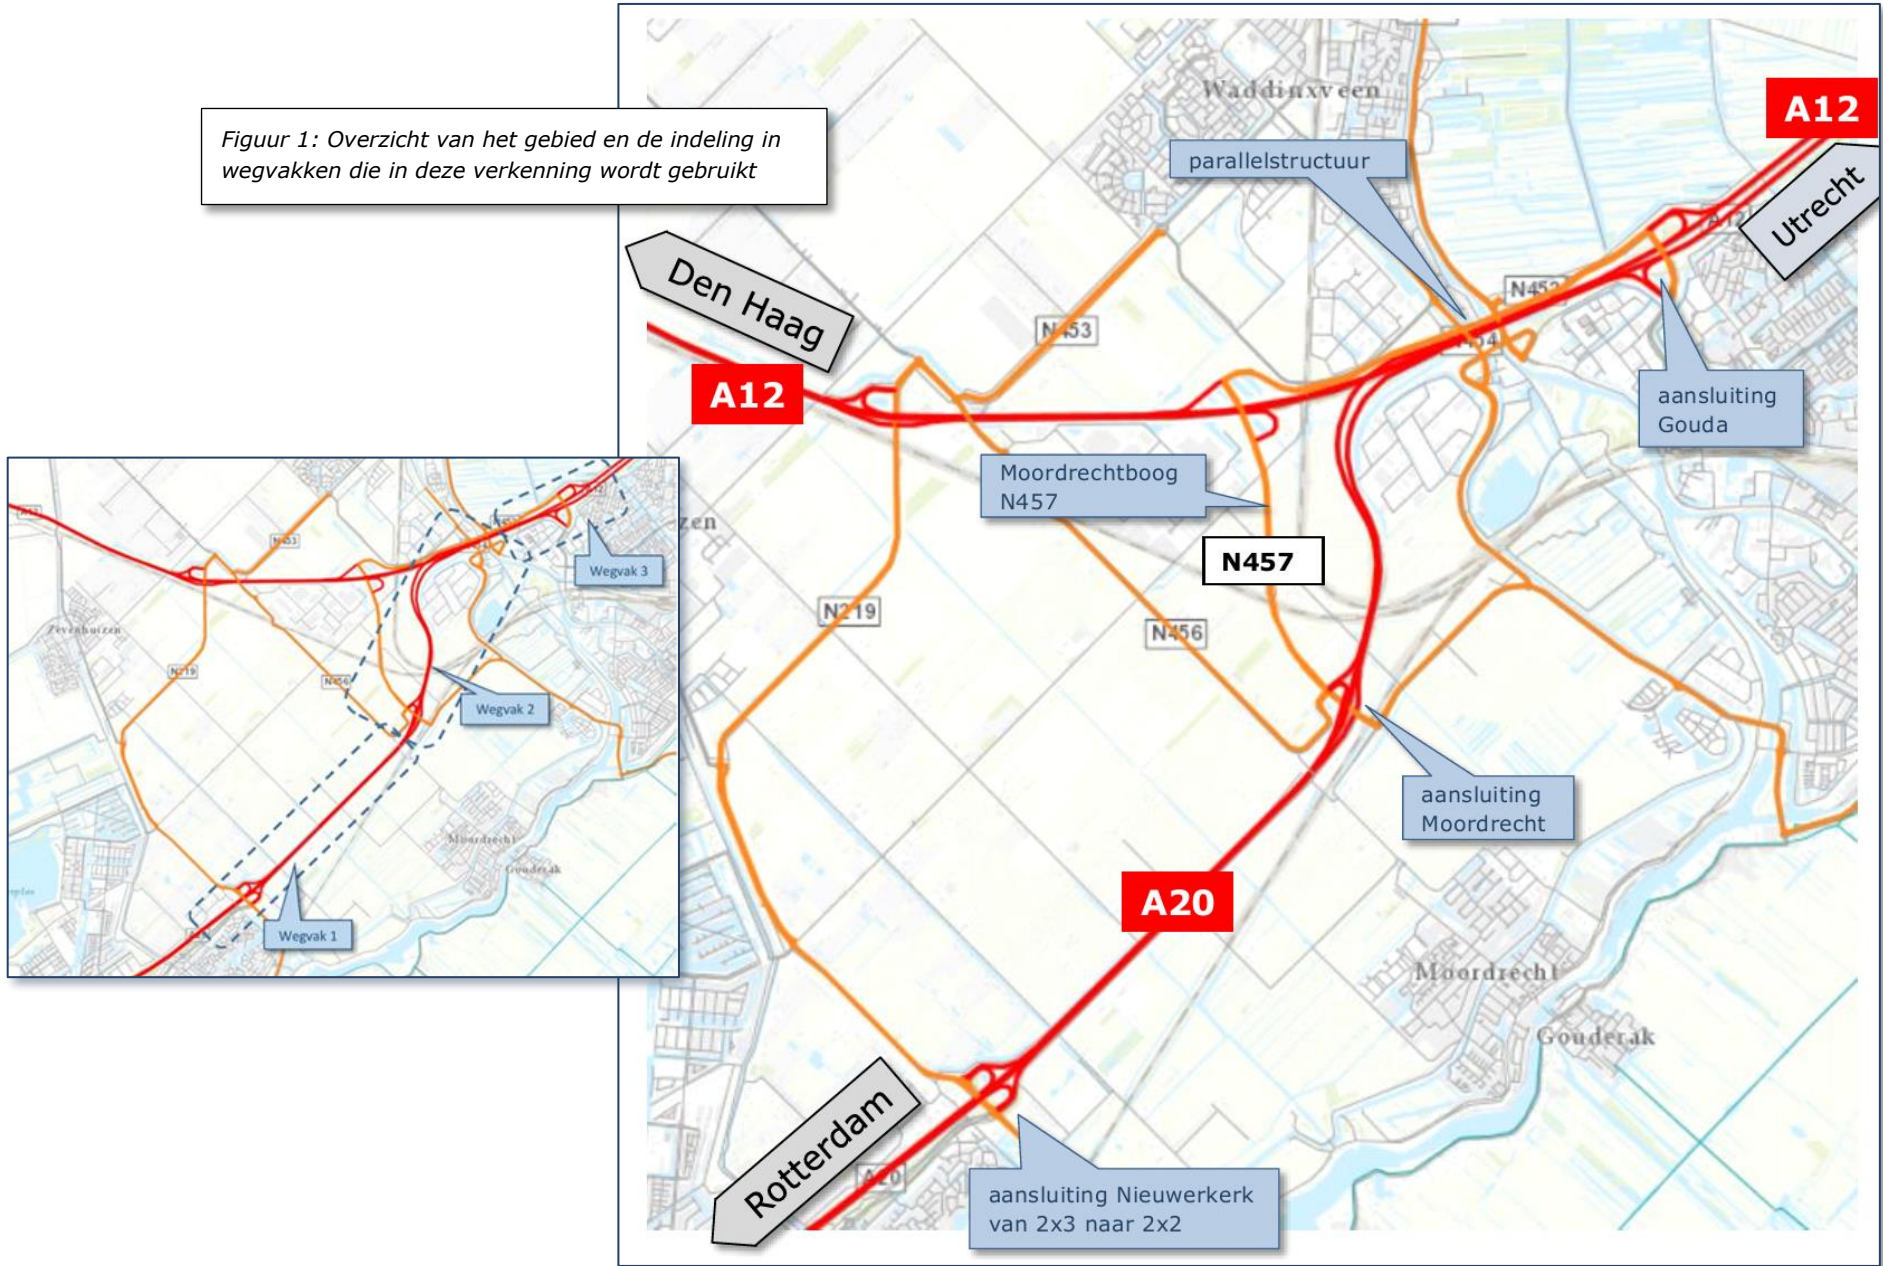 Figuur 1: Overzicht van het gebied en de indeling in
wegvakken die in deze verkenning wordt gebruikt
Waddinxveen
A12
parallelstructuur
A12
Utrecht
Den Haag
N453
N452
N454
A12
aansluiting
Gouda
Moordrechtboog
N457
zen
N457
N219
N456
aansluiting
Moordrecht
A20
Moordrecht
Gouderak
Rotterdam
A20
aansluiting Nieuwerkerk
van 2x3 naar 2x2
N453
Wegvak 3
Zevenhuizen
N219
N456
Wegvak 2
Moordrecht
Gouderak
Wegvak 1